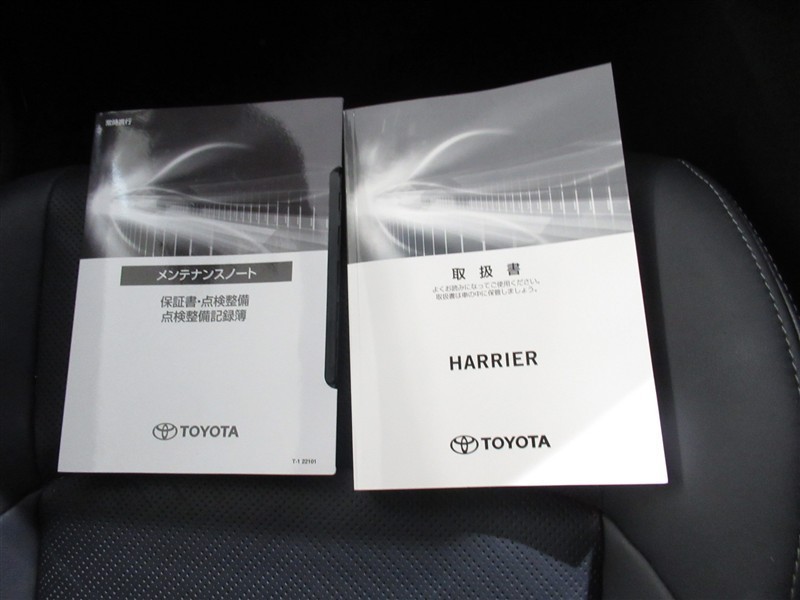 メンテナンスノート
保証書・点検整備
点検整備記録簿
TOYOTA
T-1 22101
取扱書
よくお読みになってご使用ください。
取扱書は車の中に保管しましょう。
HARRIER
TOYOTA